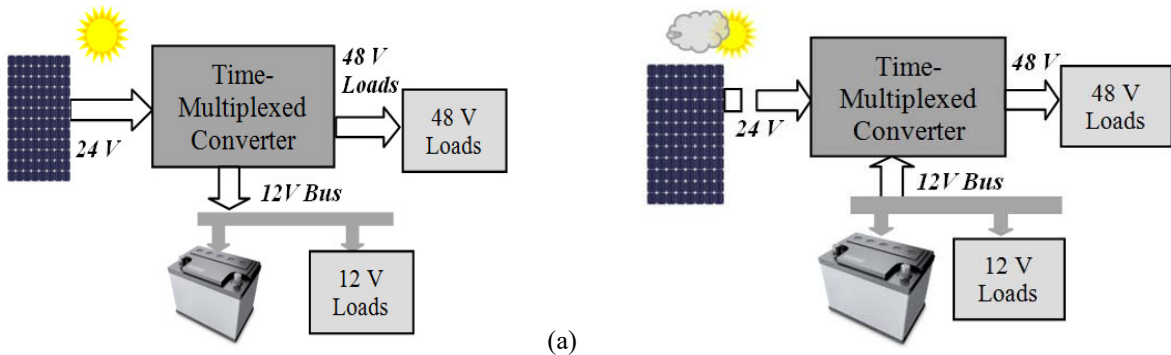 24 V
Time-
Multiplexed
Converter
48 V
Loads
48 V
Loads
12V Bus
12 V
Loads
(a)
24 V
Time-
Multiplexed
Converter
48 V
48 V
Loads
12V Bus
12 V
Loads